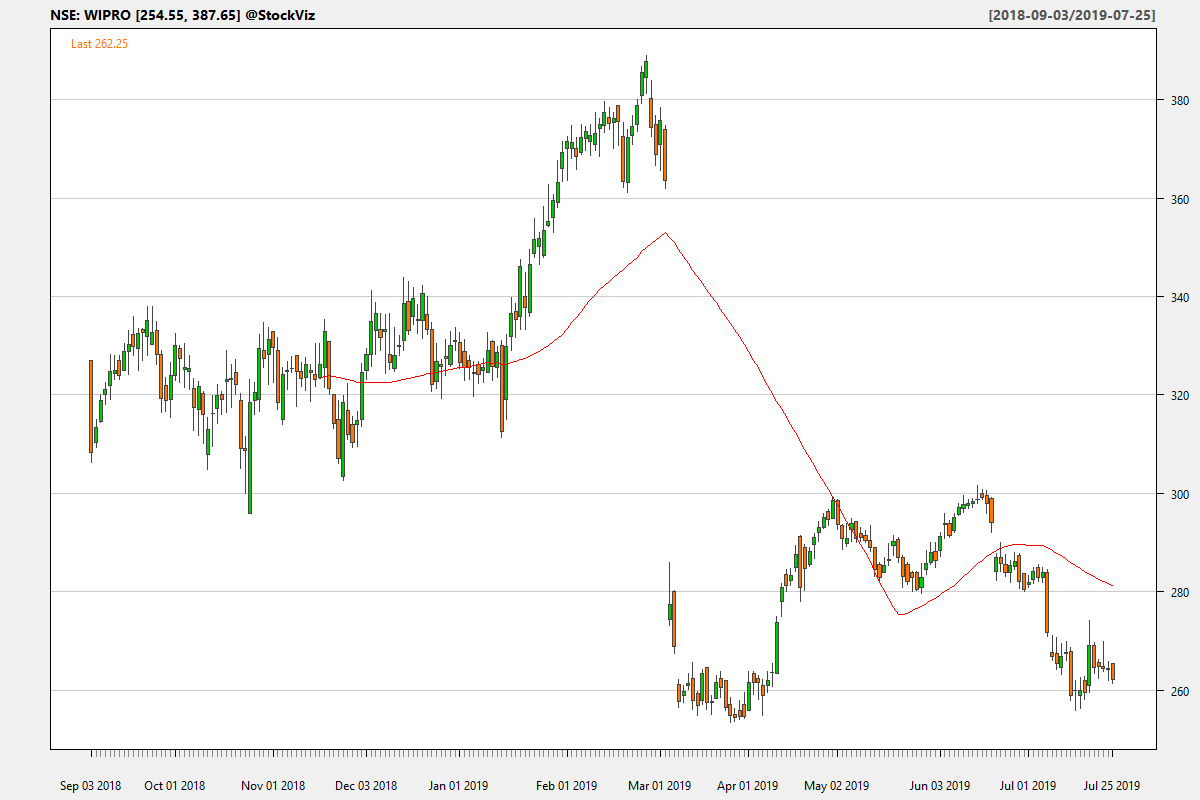 NSE: WIPRO [254.55, 387.65] @StockViz [2018-09-03/2019-07-25]
Last 262.25
380
360
340
320
300
280
260
Sep 03 2018 Oct 01 2018 Nov 01 2018 Dec 03 2018 Jan 01 2019 Feb 01 2019 Mar 01 2019 Apr 01 2019 May 02 2019 Jun 03 2019 Jul 01 2019 Jul 25 2019